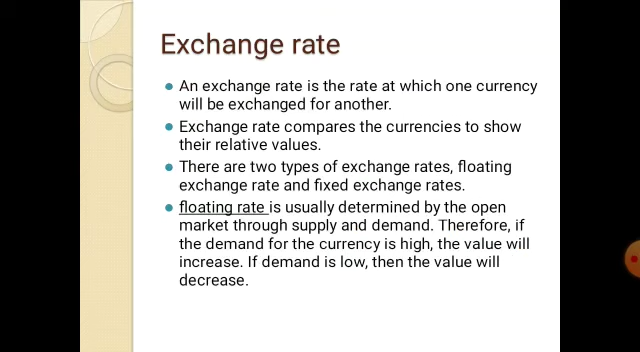 Exchange rate
An exchange rate is the rate at which one currency
will be exchanged for another.
Exchange rate compares the currencies to show
their relative values.
There are two types of exchange rates, floating
exchange rate and fixed exchange rates.
floating rate is usually determined by the open
market through supply and demand. Therefore, if
the demand for the currency is high, the value will
increase. If demand is low, then the value will
decrease.